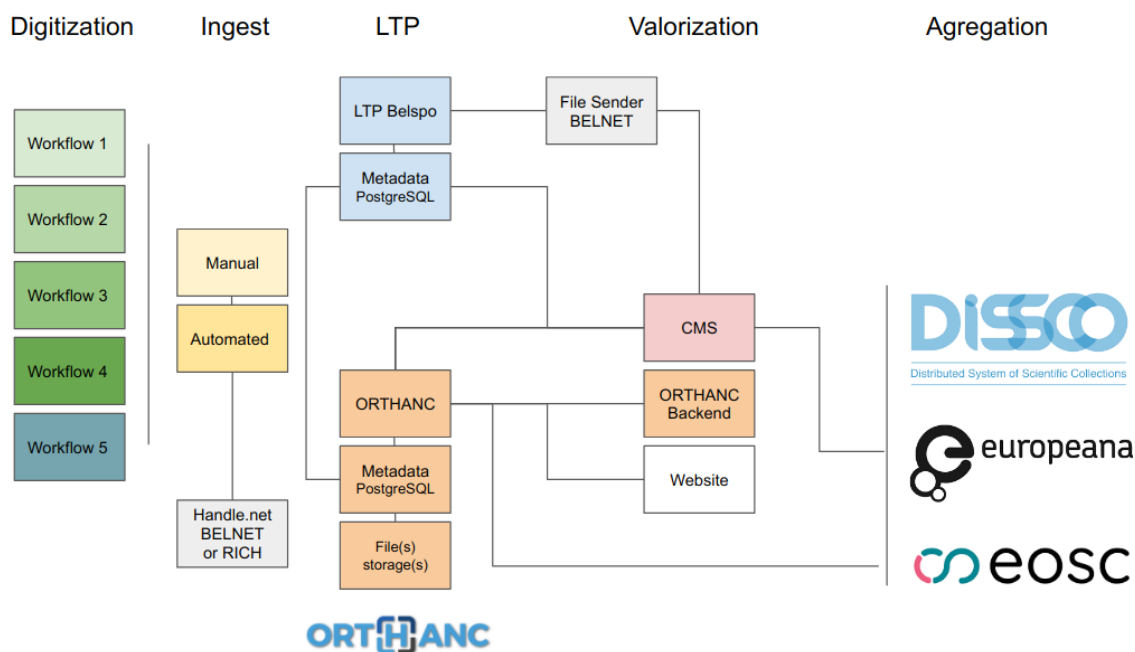 Digitization
Ingest
LTP
Valorization
Agregation
Workflow 1
Workflow 2
Workflow 3
Workflow 4
Workflow 5
Manual
Automated
Handle.net
BELNET
or RICH
LTP Belspo
Metadata
PostgreSQL
ORTHANC
Metadata
PostgreSQL
File(s)
storage(s)
ORTHANC
File Sender
BELNET
CMS
ORTHANC
Backend
Website
DiSSCO
Distributed System of Scientific Collections
europeana
eosc